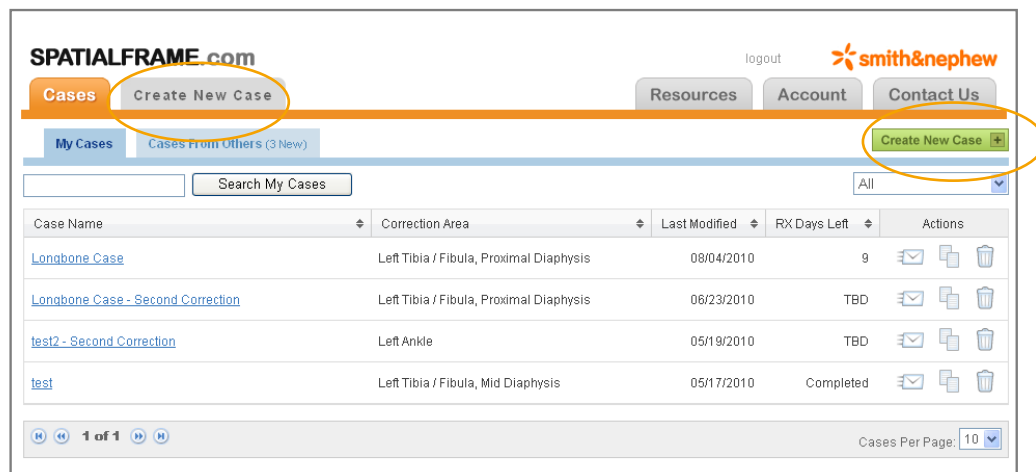 SPATIALFRAME.com
logout
smith&nephew
Cases Create New Case Resources Account Contact Us
My Cases Cases From Others (3 New) Create New Case +
Search My Cases All
Case Name Correction Area Last Modified RX Days Left Actions
Longbone Case Left Tibia / Fibula, Proximal Diaphysis 08/04/2010 9
Longbone Case - Second Correction Left Tibia / Fibula, Proximal Diaphysis 06/23/2010 TBD
test2 - Second Correction Left Ankle 05/19/2010 TBD
test Left Tibia / Fibula, Mid Diaphysis 05/17/2010 Completed
1 of 1 Cases Per Page: 10